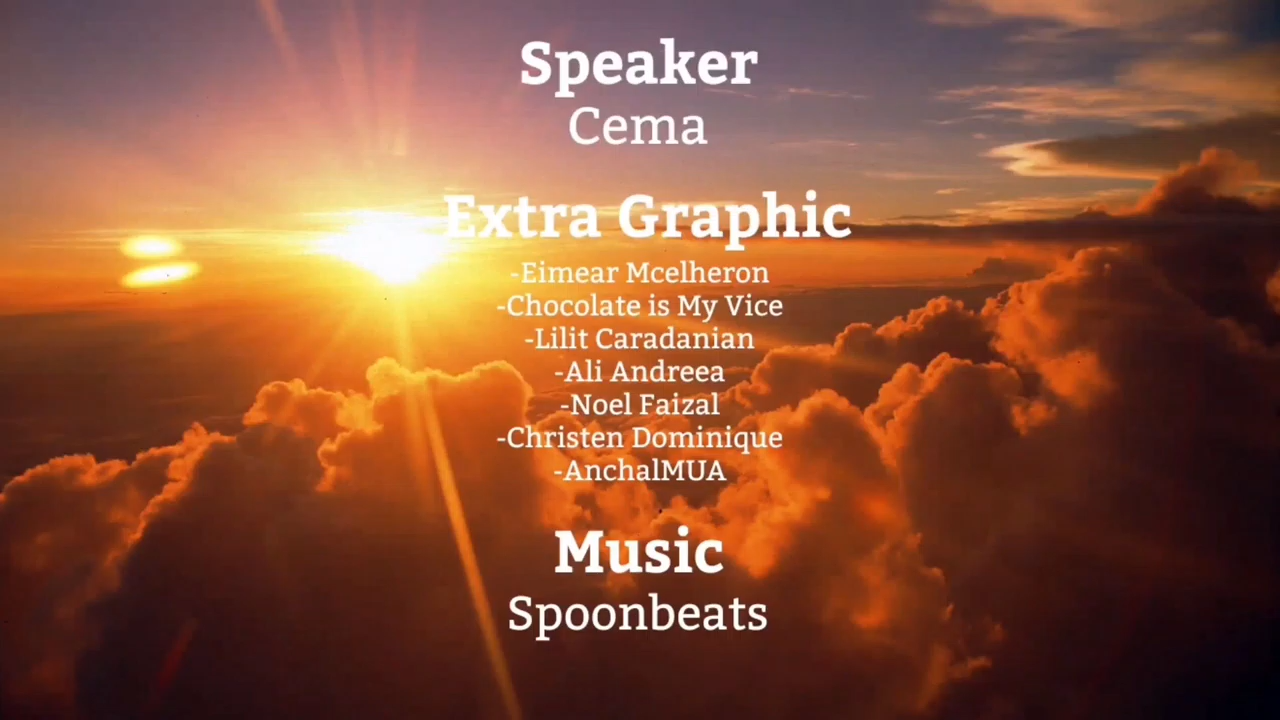 Speaker
Cema
Extra Graphic
-Eimear Mcelheron
-Chocolate is My Vice
-Lilit Caradanian
-Ali Andreea
-Noel Faizal
-Christen Dominique
-AnchalMUA
Music
Spoonbeats